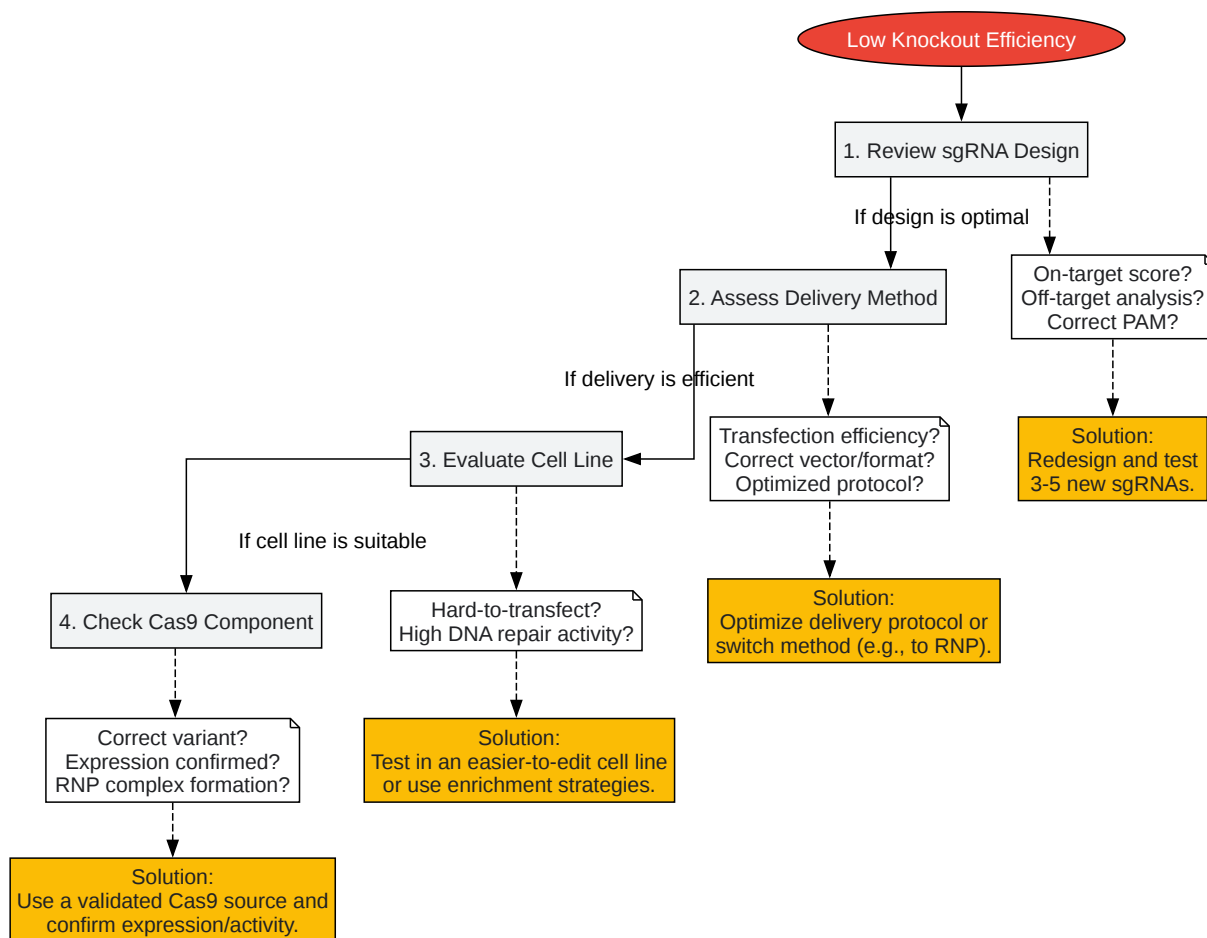 Low Knockout Efficiency
1. Review sgRNA Design
If design is optimal
On-target score?
Off-target analysis?
Correct PAM?
2. Assess Delivery Method
If delivery is efficient
Transfection efficiency?
Correct vector/format?
Optimized protocol?
Solution:
Redesign and test
3-5 new sgRNAs.
3. Evaluate Cell Line
If cell line is suitable
Hard-to-transfect?
High DNA repair activity?
Solution:
Optimize delivery protocol or
switch method (e.g., to RNP).
4. Check Cas9 Component
Correct variant?
Expression confirmed?
RNP complex formation?
Solution:
Test in an easier-to-edit cell line
or use enrichment strategies.
Solution:
Use a validated Cas9 source and
confirm expression/activity.